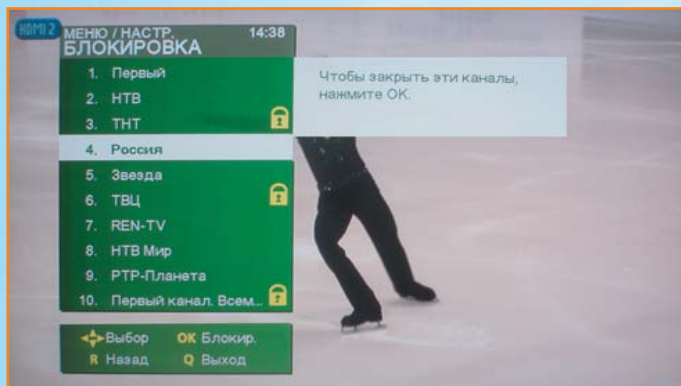 HDMI 2
МЕНЮ / НАСТР. 14:38
БЛОКИРОВКА
1. Первый
2. НТВ
3. ТНТ
4. Россия
5. Звезда
6. ТВЦ
7. REN-TV
8. НТВ Мир
9. РТР-Планета
10. Первый канал. Всем...
Выбор OK Блокир.
R Назад Q Выход
Чтобы закрыть эти каналы,
нажмите OK.